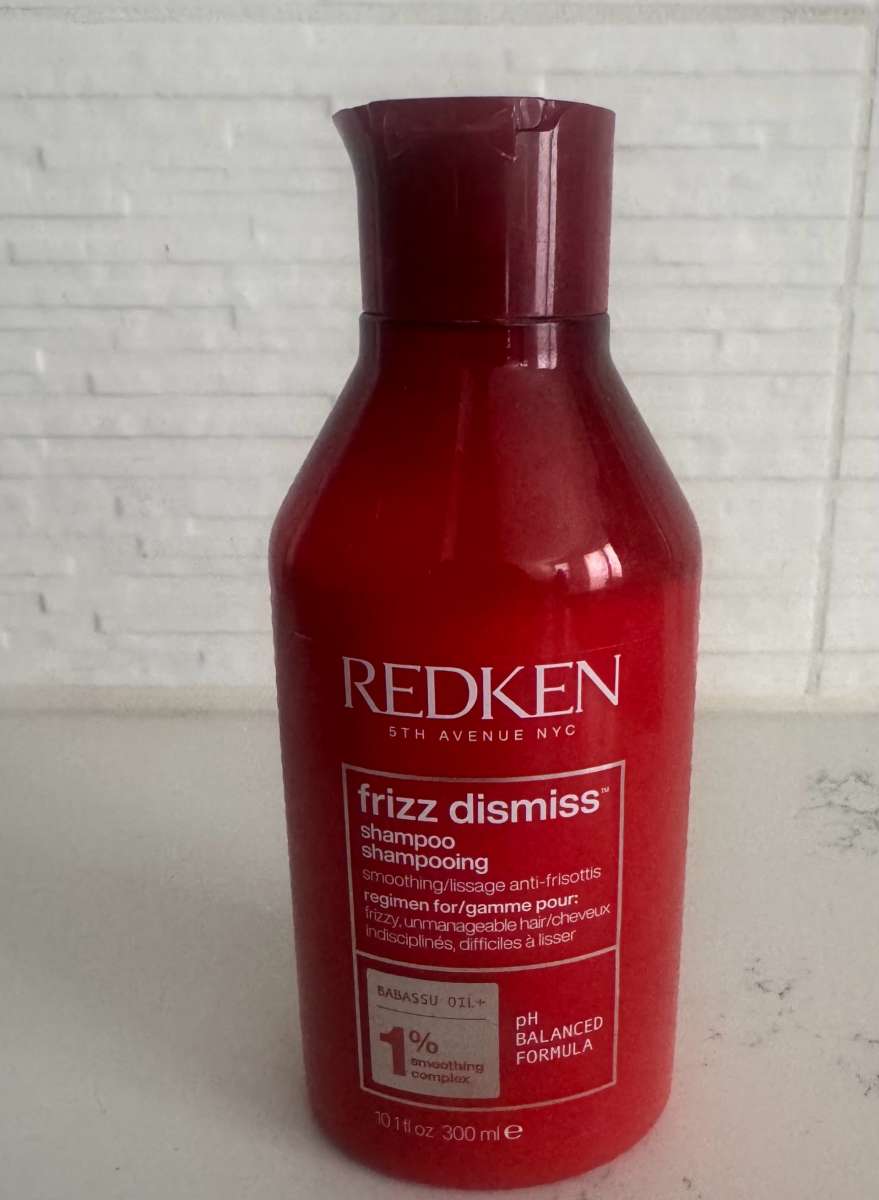 REDKEN
5TH AVENUE NYC
frizz dismiss™
shampoo
shampooing
smoothing/lissage anti-frisottis
regimen for/gamme pour:
frizzy, unmanageable hair/cheveux
indisciplinés, difficiles à lisser
BABASSU OIL+
1%
smoothing
complex
pH
BALANCED
FORMULA
10.1 fl oz 300 ml ℮